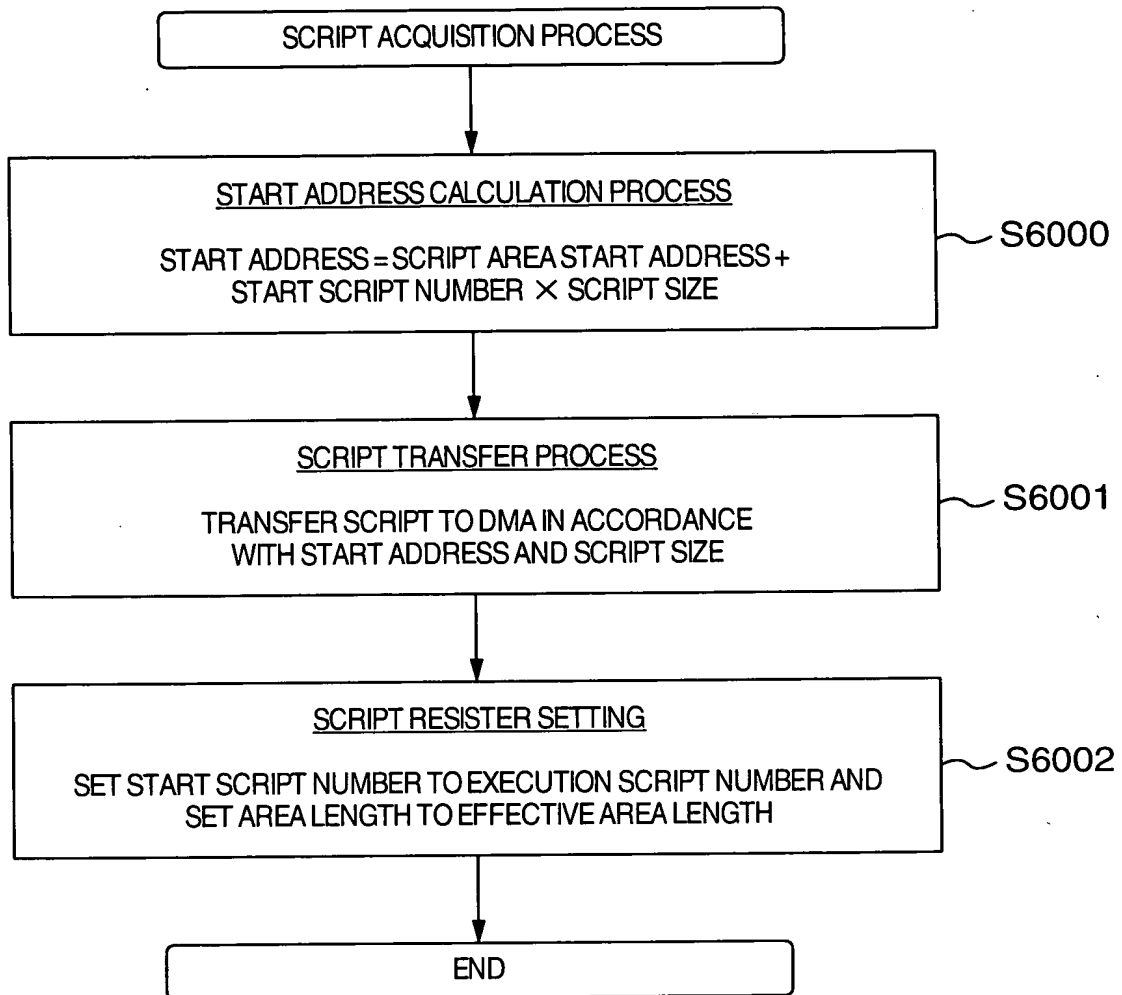 SCRIPT ACQUISITION PROCESS
START ADDRESS CALCULATION PROCESS
START ADDRESS = SCRIPT AREA START ADDRESS +
START SCRIPT NUMBER × SCRIPT SIZE
S6000
SCRIPT TRANSFER PROCESS
TRANSFER SCRIPT TO DMA IN ACCORDANCE
WITH START ADDRESS AND SCRIPT SIZE
S6001
SCRIPT RESISTER SETTING
SET START SCRIPT NUMBER TO EXECUTION SCRIPT NUMBER AND
SET AREA LENGTH TO EFFECTIVE AREA LENGTH
S6002
END